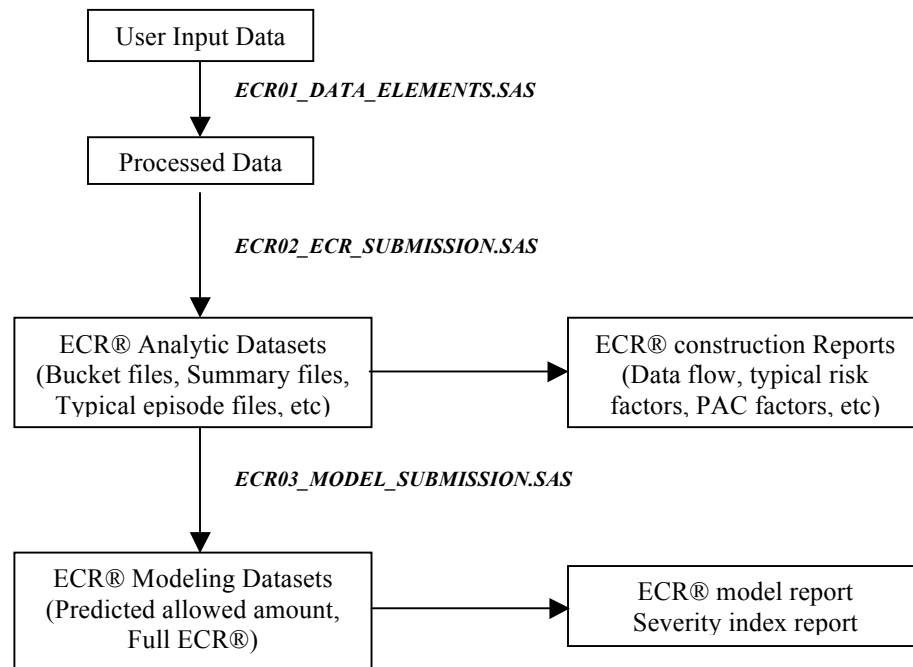 User Input Data
ECR01_DATA_ELEMENTS.SAS
Processed Data
ECR02_ECR_SUBMISSION.SAS
ECR® Analytic Datasets
(Bucket files, Summary files,
Typical episode files, etc)
ECR® construction Reports
(Data flow, typical risk
factors, PAC factors, etc)
ECR03_MODEL_SUBMISSION.SAS
ECR® Modeling Datasets
(Predicted allowed amount,
Full ECR®)
ECR® model report
Severity index report